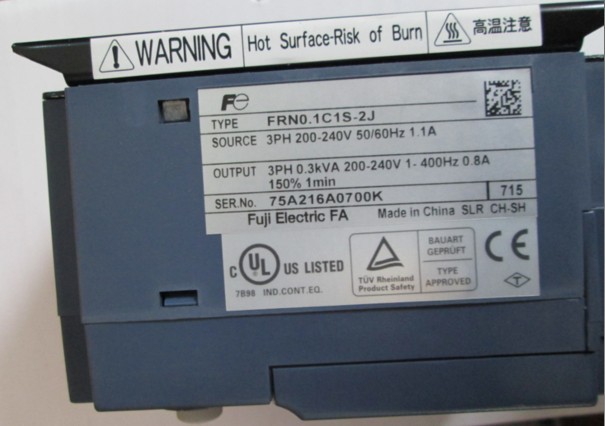 WARNING Hot Surface-Risk of Burn 高温注意
Fe
TYPE FRN0.1C1S-2J
SOURCE 3PH 200-240V 50/60Hz 1.1A
OUTPUT 3PH 0.3kVA 200-240V 1- 400Hz 0.8A
150% 1min
SER.No. 75A216A0700K 715
Fuji Electric FA Made in China SLR CH-SH
C UL US LISTED
7B98 IND.CONT.EQ.
TÜV Rheinland
Product Safety
BAUART
GEPRÜFT
TYPE
APPROVED
CE
T